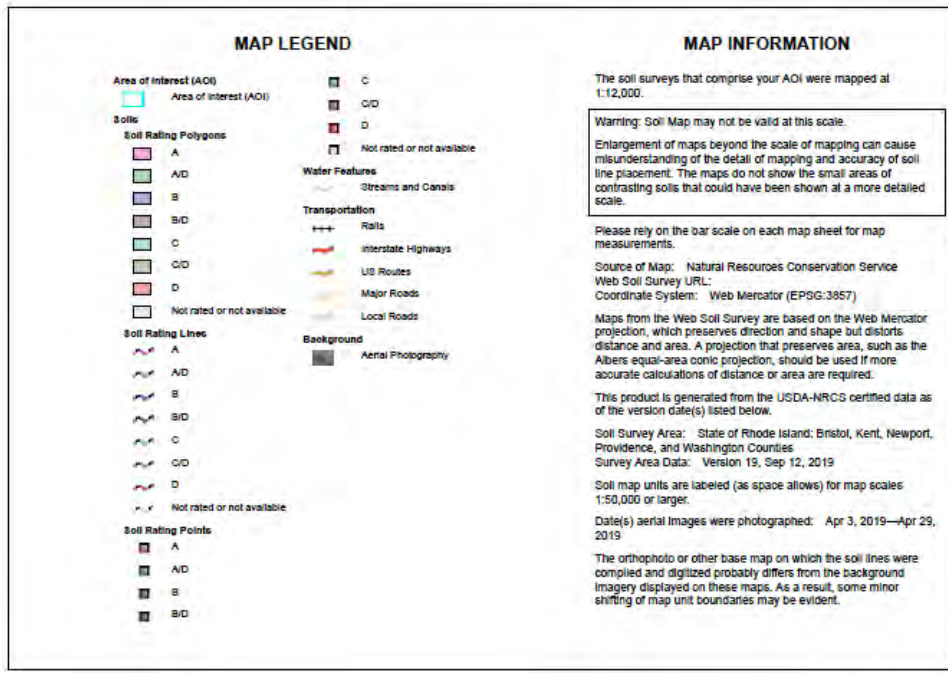 MAP LEGEND
Area of Interest (AOI)
Area of Interest (AOI)
Soils
Soil Rating Polygons
A
A/D
B
B/D
C
C/D
D
Not rated or not available
Soil Rating Lines
A
A/D
B
B/D
C
C/D
D
Not rated or not available
Soil Rating Points
A
A/D
B
B/D
C
C/D
D
Not rated or not available
Water Features
Streams and Canals
Transportation
Rails
Interstate Highways
US Routes
Major Roads
Local Roads
Background
Aerial Photography
MAP INFORMATION
The soil surveys that comprise your AOI were mapped at
1:12,000.
Warning: Soil Map may not be valid at this scale.
Enlargement of maps beyond the scale of mapping can cause
misunderstanding of the detail of mapping and accuracy of soil
line placement. The maps do not show the small areas of
contrasting soils that could have been shown at a more detailed
scale.
Please rely on the bar scale on each map sheet for map
measurements.
Source of Map: Natural Resources Conservation Service
Web Soil Survey URL:
Coordinate System: Web Mercator (EPSG:3857)
Maps from the Web Soil Survey are based on the Web Mercator
projection, which preserves direction and shape but distorts
distance and area. A projection that preserves area, such as the
Albers equal-area conic projection, should be used if more
accurate calculations of distance or area are required.
This product is generated from the USDA-NRCS certified data as
of the version date(s) listed below.
Soil Survey Area: State of Rhode Island: Bristol, Kent, Newport,
Providence, and Washington Counties
Survey Area Data: Version 19, Sep 12, 2019
Soil map units are labeled (as space allows) for map scales
1:50,000 or larger.
Date(s) aerial images were photographed: Apr 3, 2019—Apr 29,
2019
The orthophoto or other base map on which the soil lines were
compiled and digitized probably differs from the background
imagery displayed on these maps. As a result, some minor
shifting of map unit boundaries may be evident.